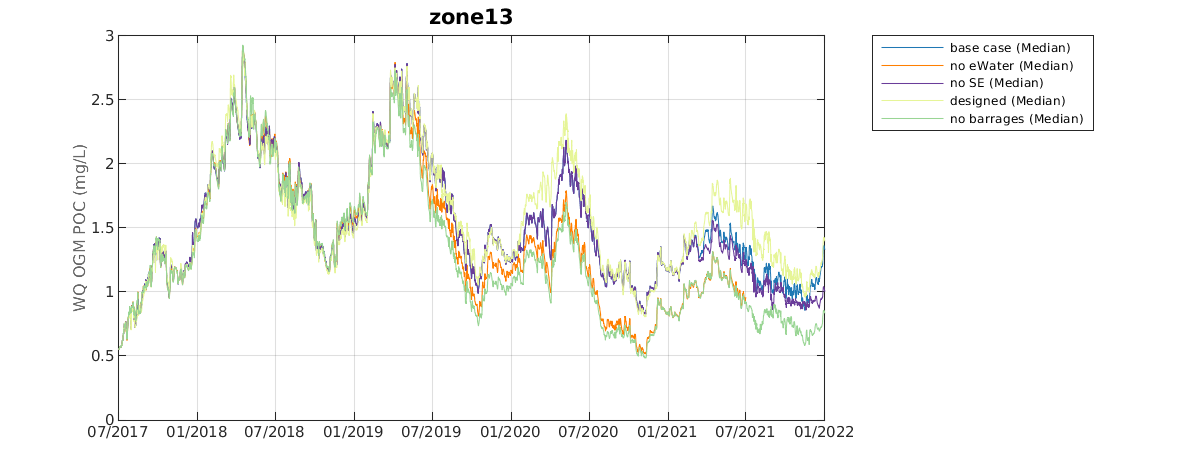 zone13
WQ OGM POC (mg/L)
3
2.5
2
1.5
1
0.5
0
07/2017 01/2018 07/2018 01/2019 07/2019 01/2020 07/2020 01/2021 07/2021 01/2022
base case (Median)
no eWater (Median)
no SE (Median)
designed (Median)
no barrages (Median)